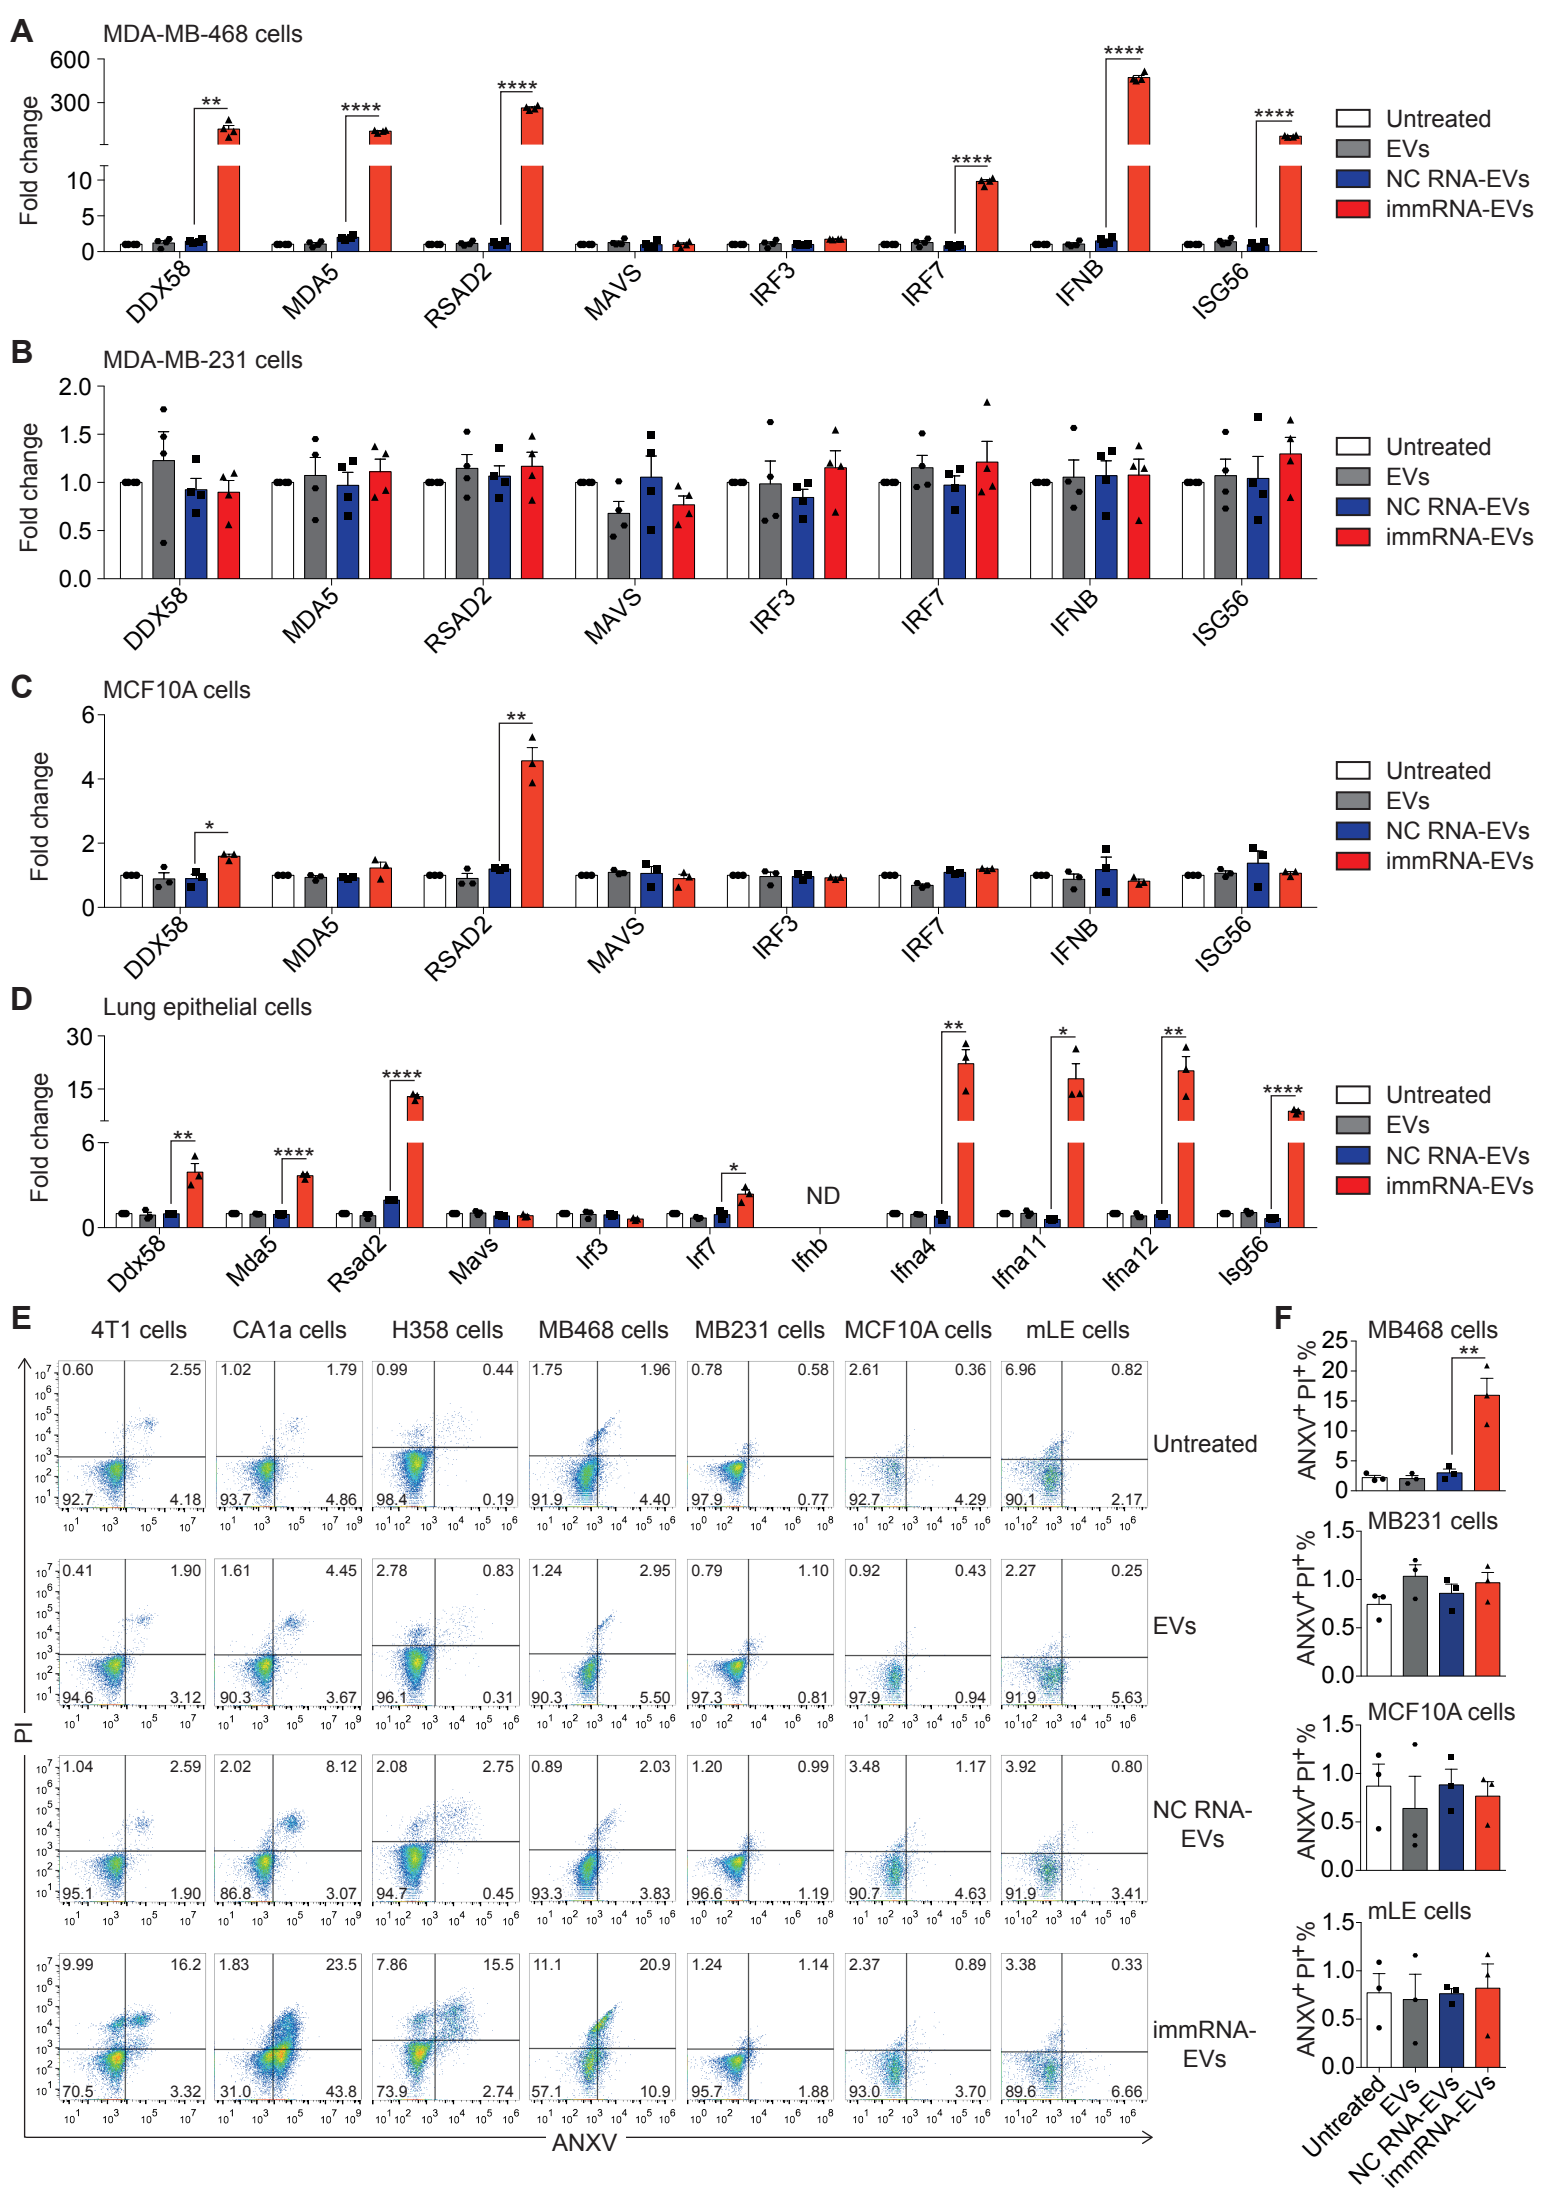 A
MDA-MB-468 cells
Fold change
600
300
10
5
0
** **** **** **** **** ****
DDX58 MDA5 RSAD2 MAVS IRF3 IRF7 IFNB ISG56
Untreated
EVs
NC RNA-EVs
immRNA-EVs
B
MDA-MB-231 cells
Fold change
2.0
1.5
1.0
0.5
0.0
DDX58 MDA5 RSAD2 MAVS IRF3 IRF7 IFNB ISG56
Untreated
EVs
NC RNA-EVs
immRNA-EVs
C
MCF10A cells
Fold change
6
4
2
0
* **
DDX58 MDA5 RSAD2 MAVS IRF3 IRF7 IFNB ISG56
Untreated
EVs
NC RNA-EVs
immRNA-EVs
D
Lung epithelial cells
Fold change
30
15
6
0
** **** **** * ND ** * ** ****
Ddx58 Mda5 Rsad2 Mavs Irf3 Irf7 Ifnb Ifna4 Ifna11 Ifna12 Isg56
Untreated
EVs
NC RNA-EVs
immRNA-EVs
E
PI
4T1 cells CA1a cells H358 cells MB468 cells MB231 cells MCF10A cells mLE cells
0.60 2.55 1.02 1.79 0.99 0.44 1.75 1.96 0.78 0.58 2.61 0.36 6.96 0.82
Untreated
92.7 4.18 93.7 4.86 98.4 0.19 91.9 4.40 97.9 0.77 92.7 4.29 90.1 2.17
0.41 1.90 1.61 4.45 2.78 0.83 1.24 2.95 0.79 1.10 0.92 0.43 2.27 0.25
EVs
94.6 3.12 90.3 3.67 96.1 0.31 90.3 5.50 97.3 0.81 97.9 0.94 91.9 5.63
1.04 2.59 2.02 8.12 2.08 2.75 0.89 2.03 1.20 0.99 3.48 1.17 3.92 0.80
NC RNA-
EVs
95.1 1.90 86.8 3.07 94.7 0.45 93.3 3.83 96.6 1.19 90.7 4.63 91.9 3.41
9.99 16.2 1.83 23.5 7.86 15.5 11.1 20.9 1.24 1.14 2.37 0.89 3.38 0.33
immRNA-
EVs
70.5 3.32 31.0 43.8 73.9 2.74 57.1 10.9 95.7 1.88 93.0 3.70 89.6 6.66
ANXV
F
MB468 cells
ANXV⁺PI⁺%
25
20
15
10
5
0
**
MB231 cells
ANXV⁺PI⁺%
1.5
1.0
0.5
0.0
MCF10A cells
ANXV⁺PI⁺%
1.5
1.0
0.5
0.0
mLE cells
ANXV⁺PI⁺%
1.5
1.0
0.5
0.0
Untreated
EVs
NC RNA-EVs
immRNA-EVs